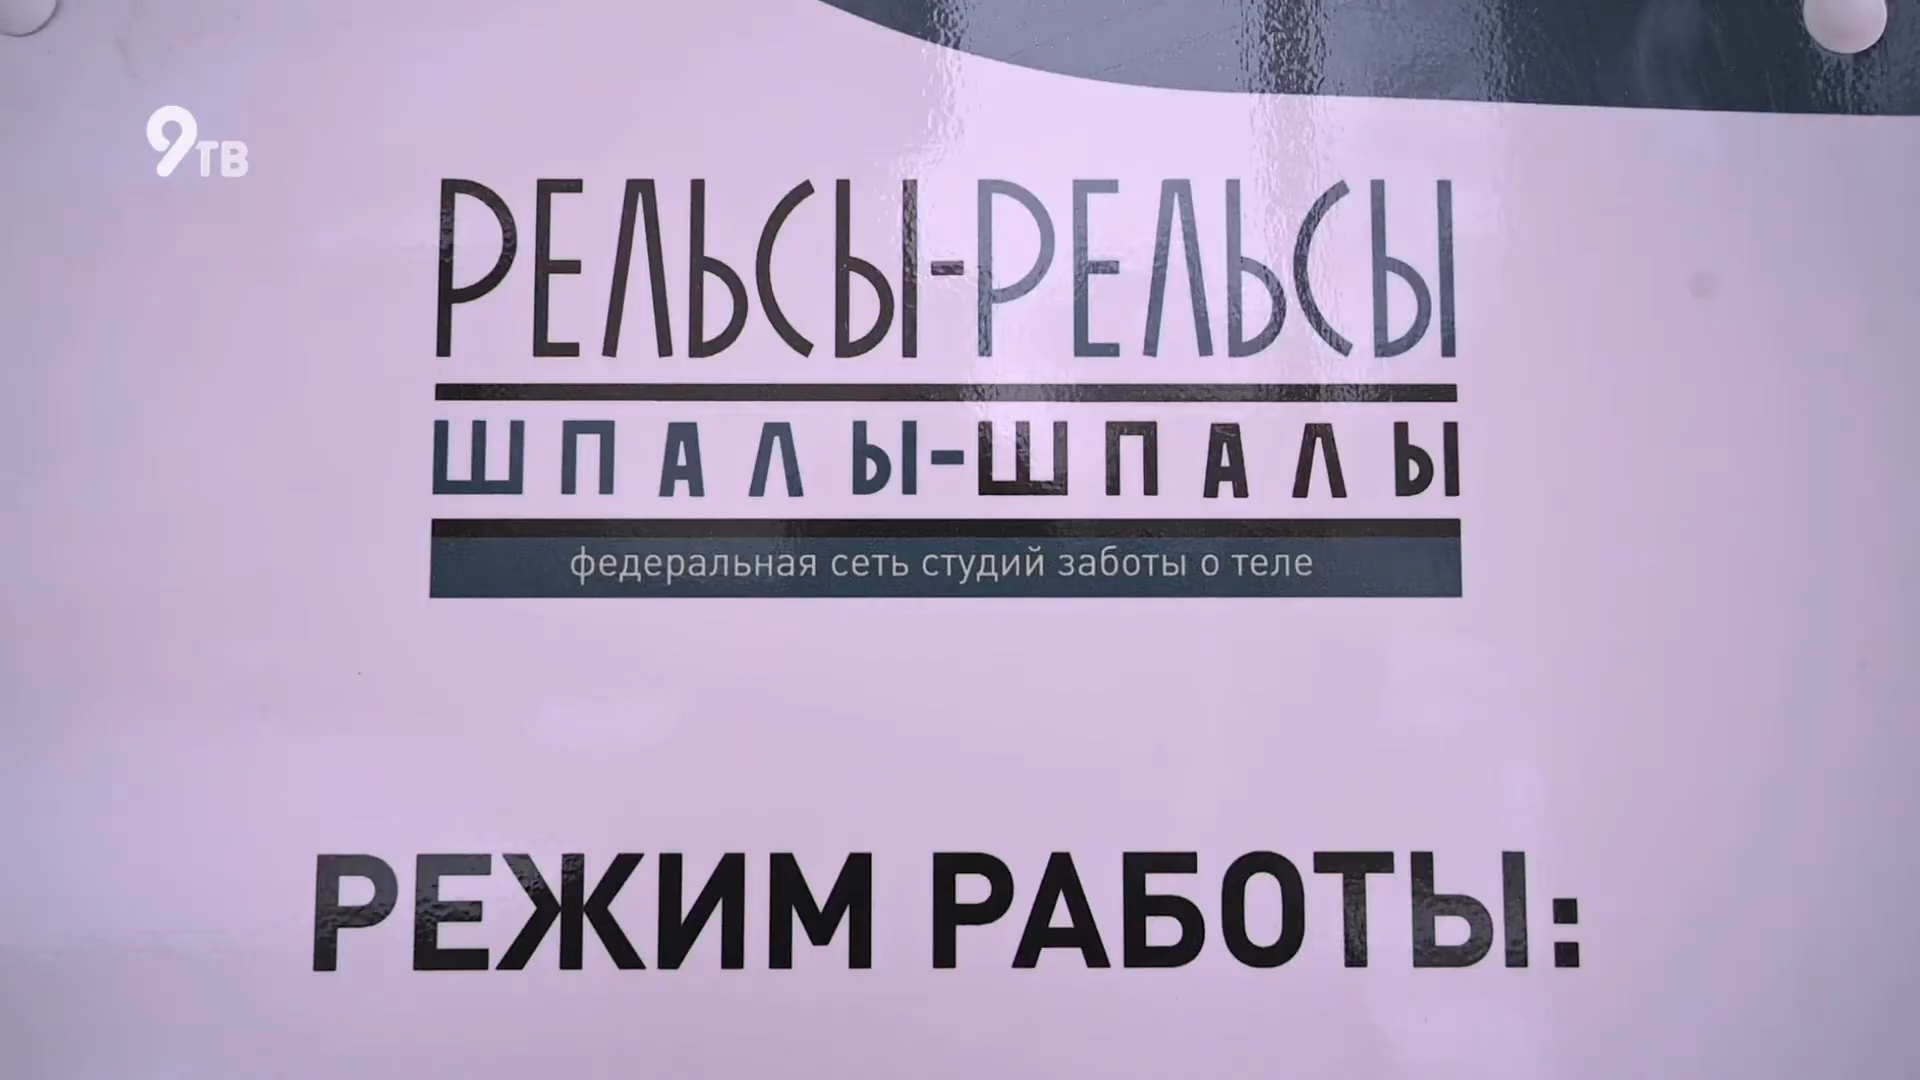 9ТВ
РЕЛЬСЫ-РЕЛЬСЫ
ШПАЛЫ-ШПАЛЫ
федеральная сеть студий заботы о теле
РЕЖИМ РАБОТЫ: